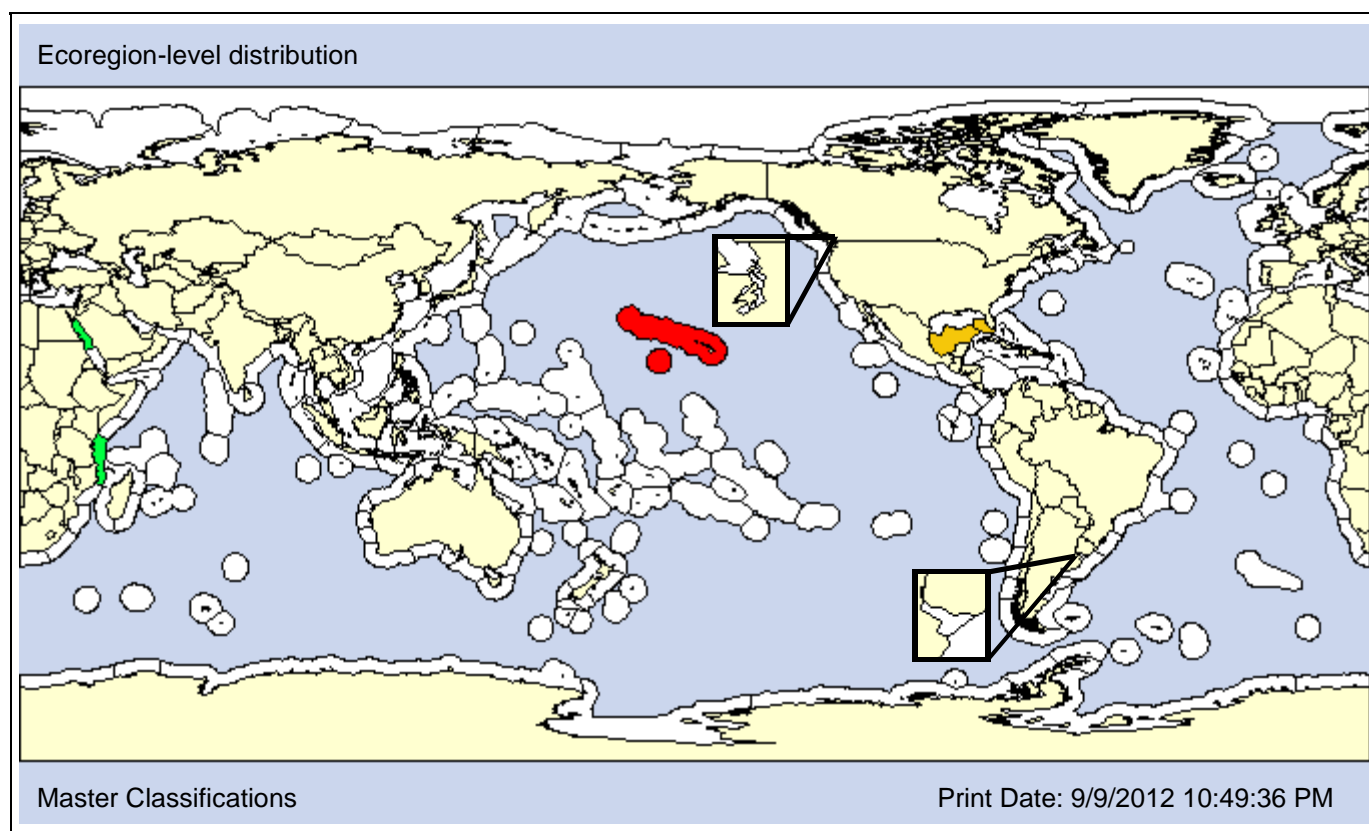 Ecoregion-level distribution
Master Classifications
Print Date: 9/9/2012 10:49:36 PM